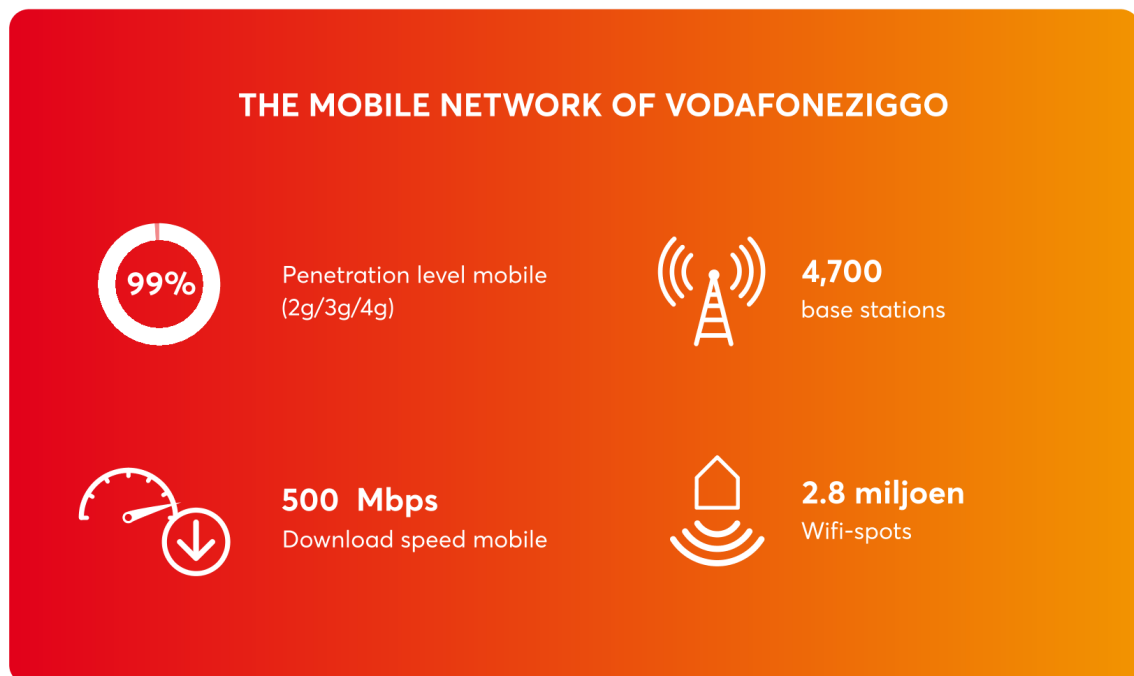 THE MOBILE NETWORK OF VODAFONEZIGGO
99%
Penetration level mobile
(2g/3g/4g)
4,700
base stations
500 Mbps
Download speed mobile
2.8 miljoen
Wifi-spots